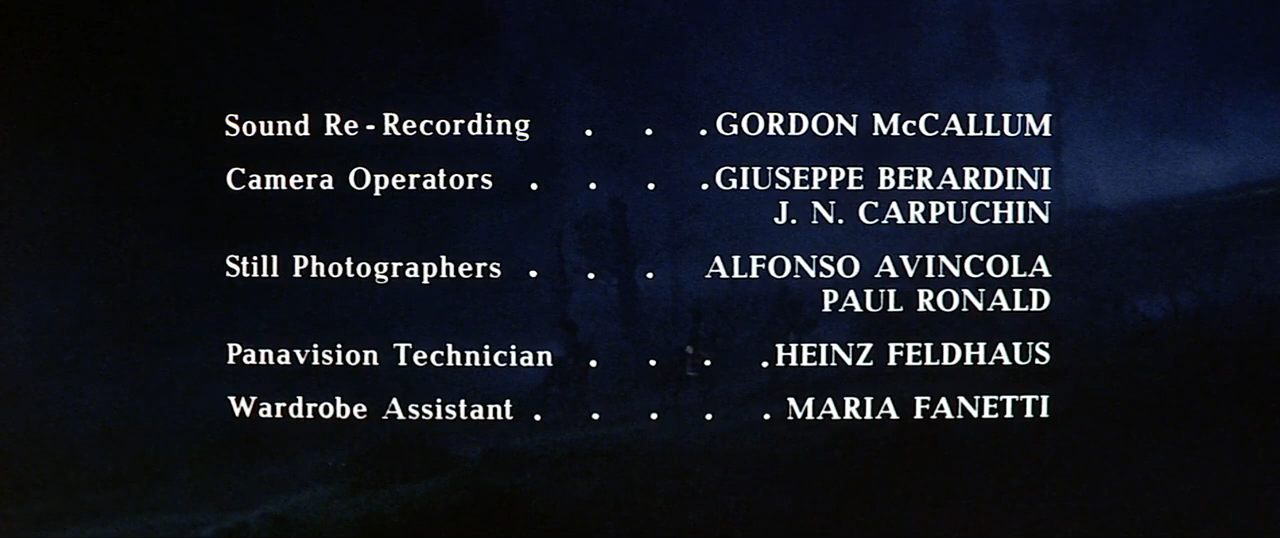 Sound Re-Recording . . . GORDON McCALLUM
Camera Operators . . . . GIUSEPPE BERARDINI
J. N. CARPUCHIN
Still Photographers . . . ALFONSO AVINCOLA
PAUL RONALD
Panavision Technician . . . . HEINZ FELDHAUS
Wardrobe Assistant . . . . . MARIA FANETTI